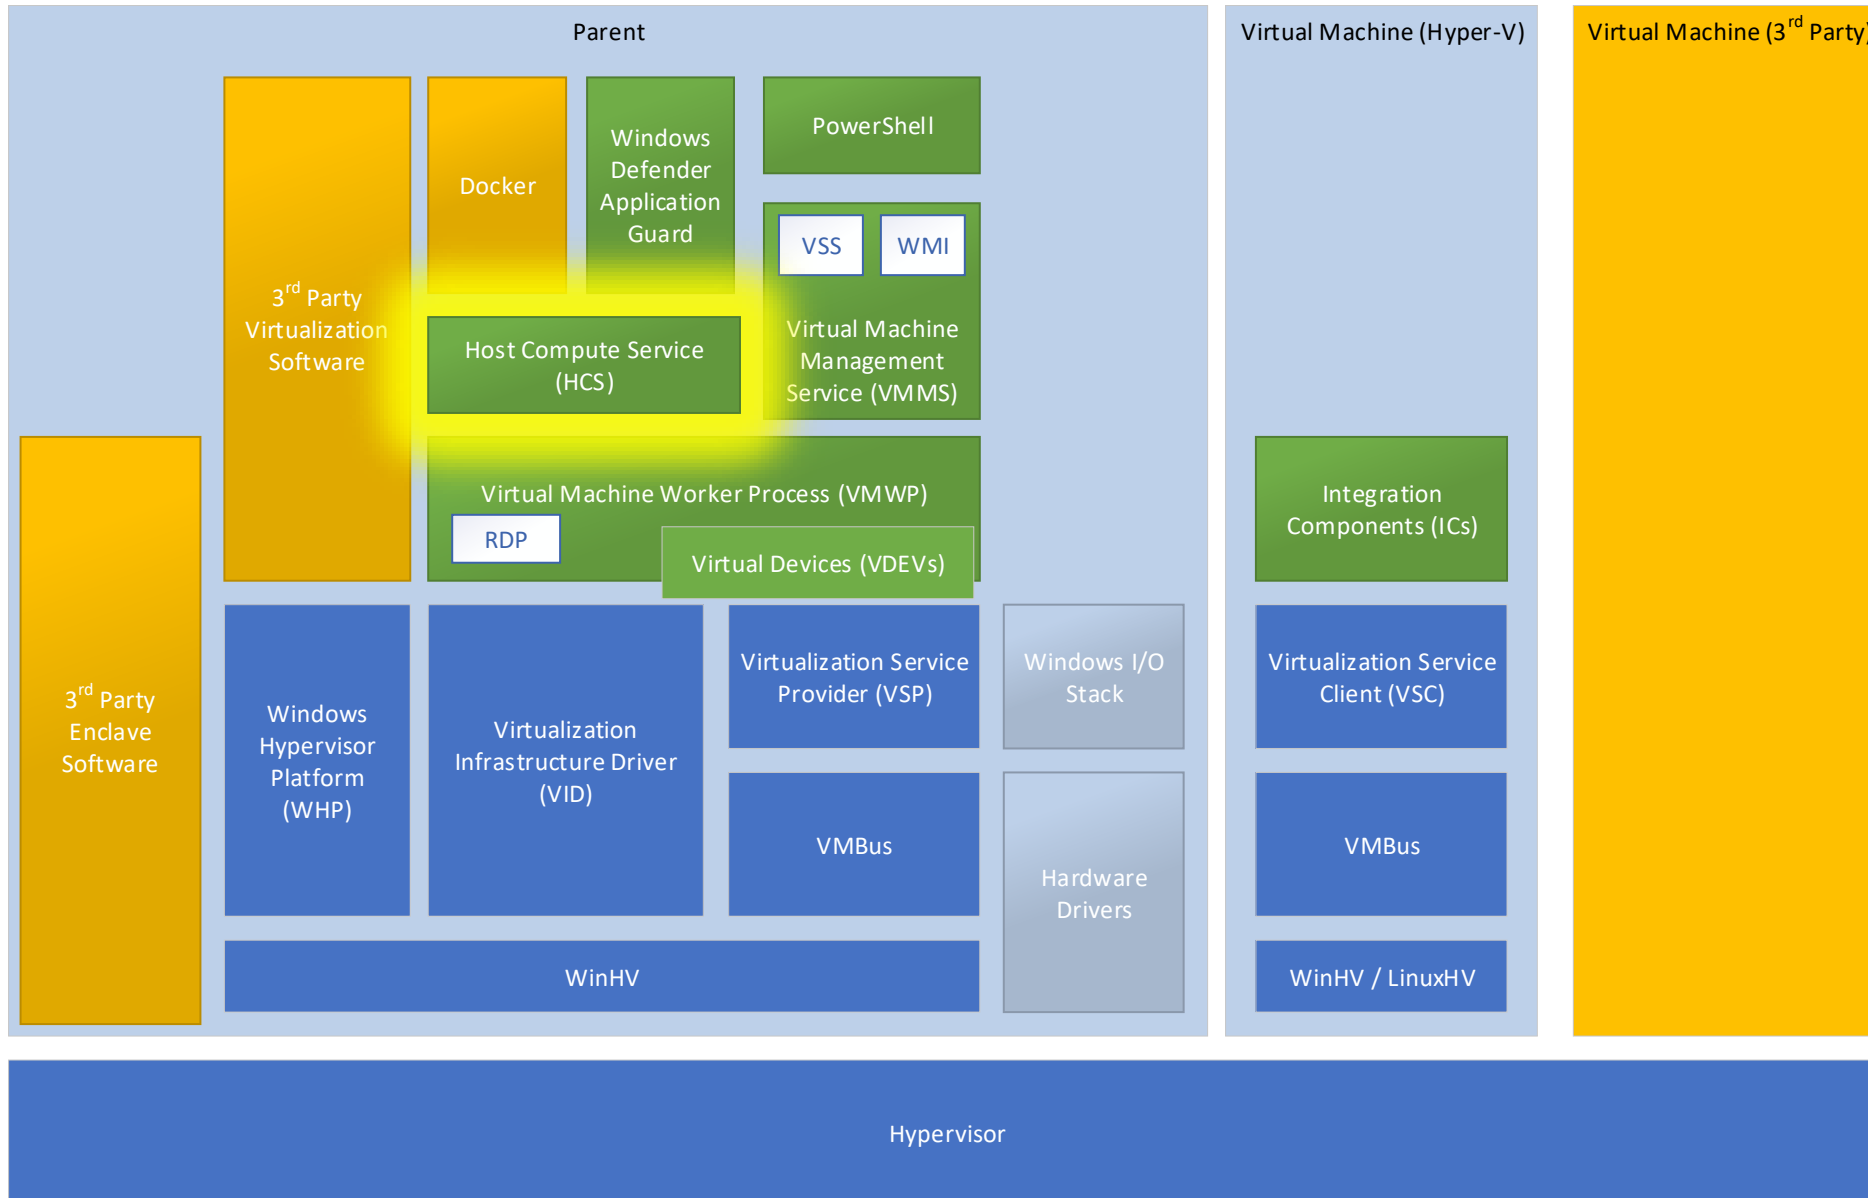 Parent
Virtual Machine (Hyper-V)
Virtual Machine (3rd Party)
PowerShell
Windows
Defender
Application
Guard
Docker
VSS
WMI
3rd Party
Virtualization
Software
Host Compute Service
(HCS)
Virtual Machine
Management
Service (VMMS)
Virtual Machine Worker Process (VMWP)
RDP
Virtual Devices (VDEVs)
Integration
Components (ICs)
3rd Party
Enclave
Software
Windows
Hypervisor
Platform
(WHP)
Virtualization
Infrastructure Driver
(VID)
Virtualization Service
Provider (VSP)
Windows I/O
Stack
Virtualization Service
Client (VSC)
VMBus
Hardware
Drivers
VMBus
WinHV
WinHV / LinuxHV
Hypervisor